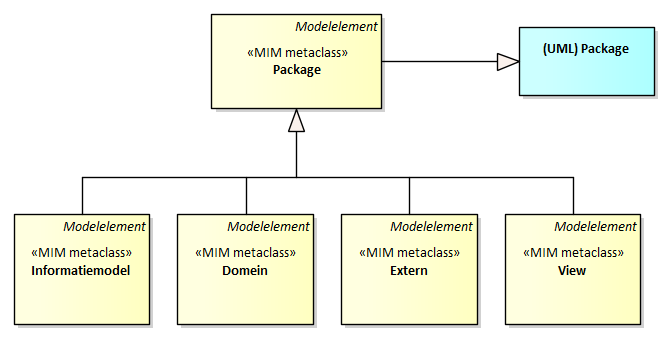 Modelelement
«MIM metaclass»
Package
(UML) Package
Modelelement
«MIM metaclass»
Informatiemodel
Modelelement
«MIM metaclass»
Domein
Modelelement
«MIM metaclass»
Extern
Modelelement
«MIM metaclass»
View